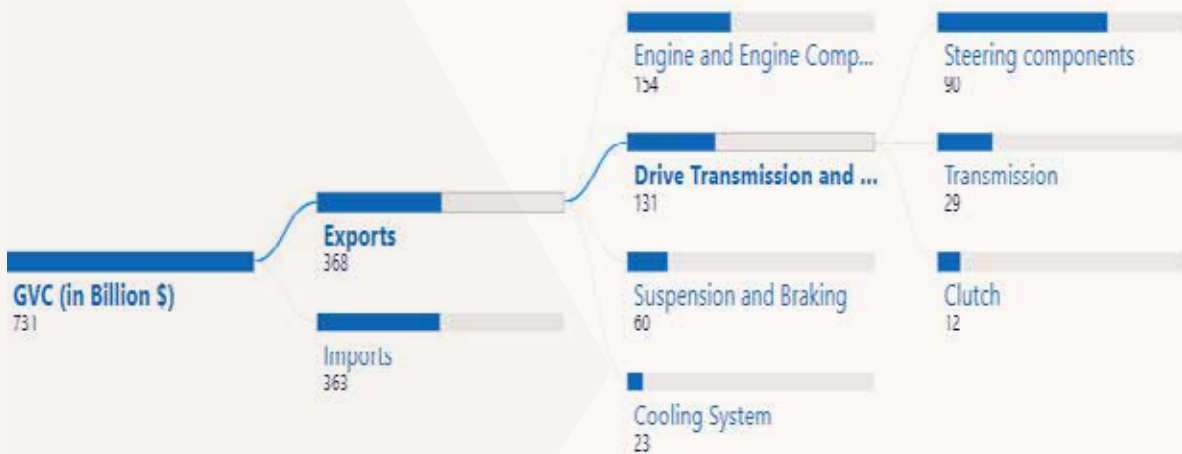 GVC (in Billion $)
731
Exports
368
Imports
363
Engine and Engine Comp...
154
Drive Transmission and ...
131
Suspension and Braking
60
Cooling System
23
Steering components
90
Transmission
29
Clutch
12